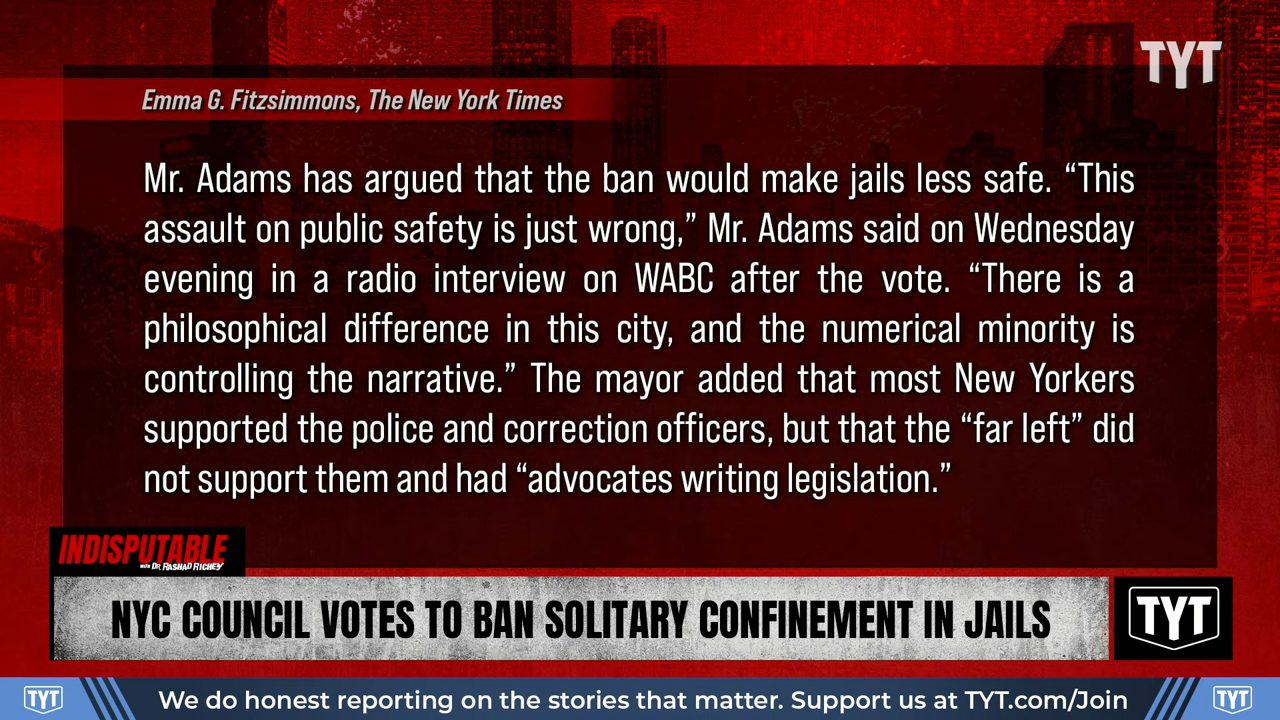 TYT
Emma G. Fitzsimmons, The New York Times
Mr. Adams has argued that the ban would make jails less safe. “This
assault on public safety is just wrong,” Mr. Adams said on Wednesday
evening in a radio interview on WABC after the vote. “There is a
philosophical difference in this city, and the numerical minority is
controlling the narrative.” The mayor added that most New Yorkers
supported the police and correction officers, but that the “far left” did
not support them and had “advocates writing legislation.”
INDISPUTABLE
WITH DR. RASHAD RICHEY
NYC COUNCIL VOTES TO BAN SOLITARY CONFINEMENT IN JAILS
TYT
TYT
We do honest reporting on the stories that matter. Support us at TYT.com/Join
TYT